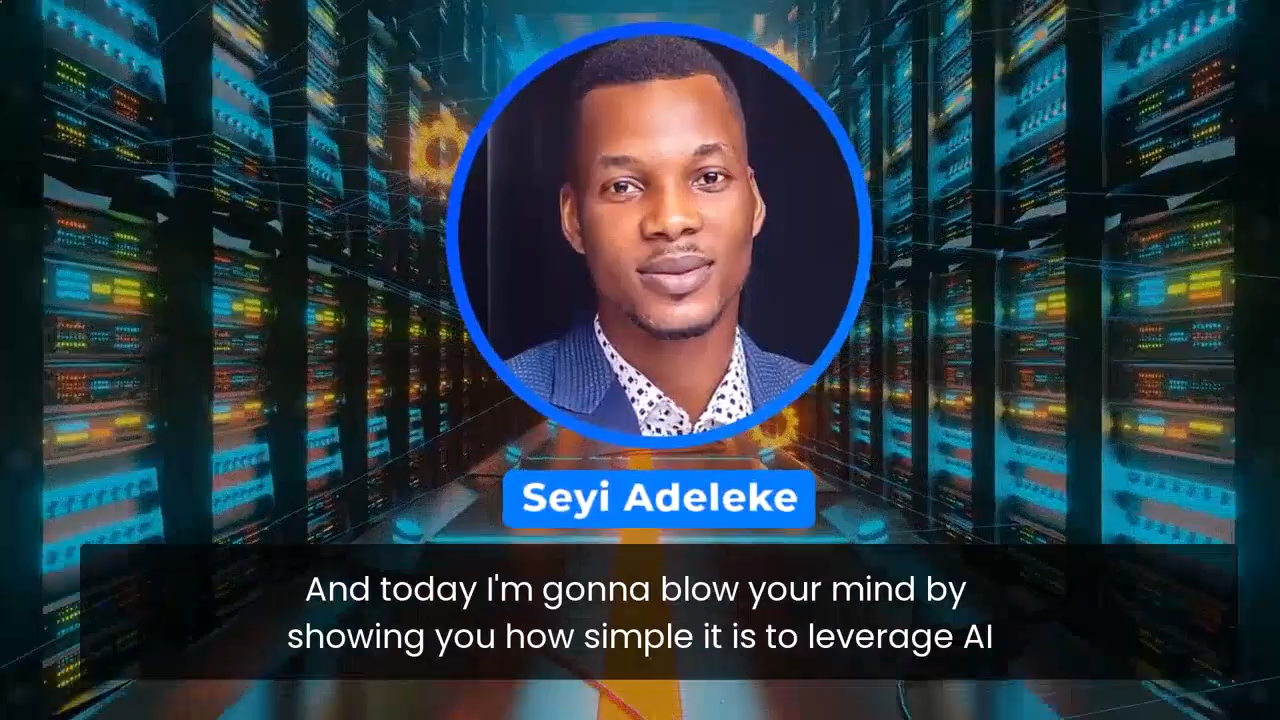 Seyi Adeleke
And today I'm gonna blow your mind by
showing you how simple it is to leverage AI